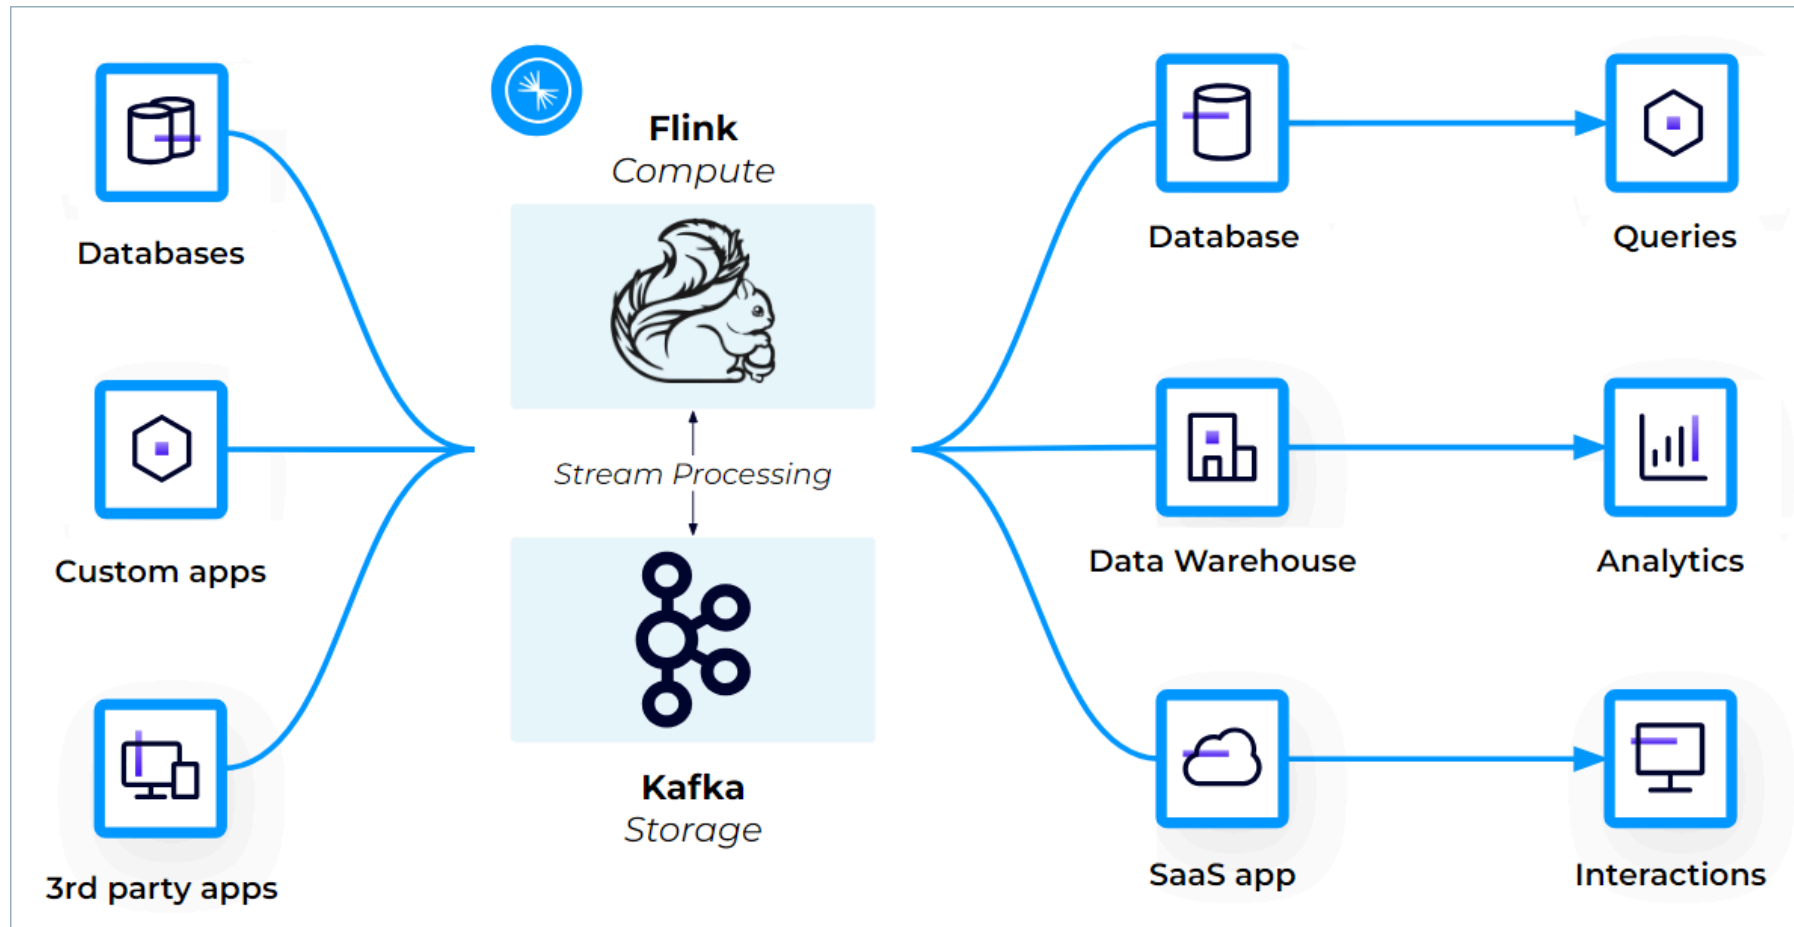 Databases
Custom apps
3rd party apps
Flink
Compute
Stream Processing
Kafka
Storage
Database
Queries
Data Warehouse
Analytics
SaaS app
Interactions